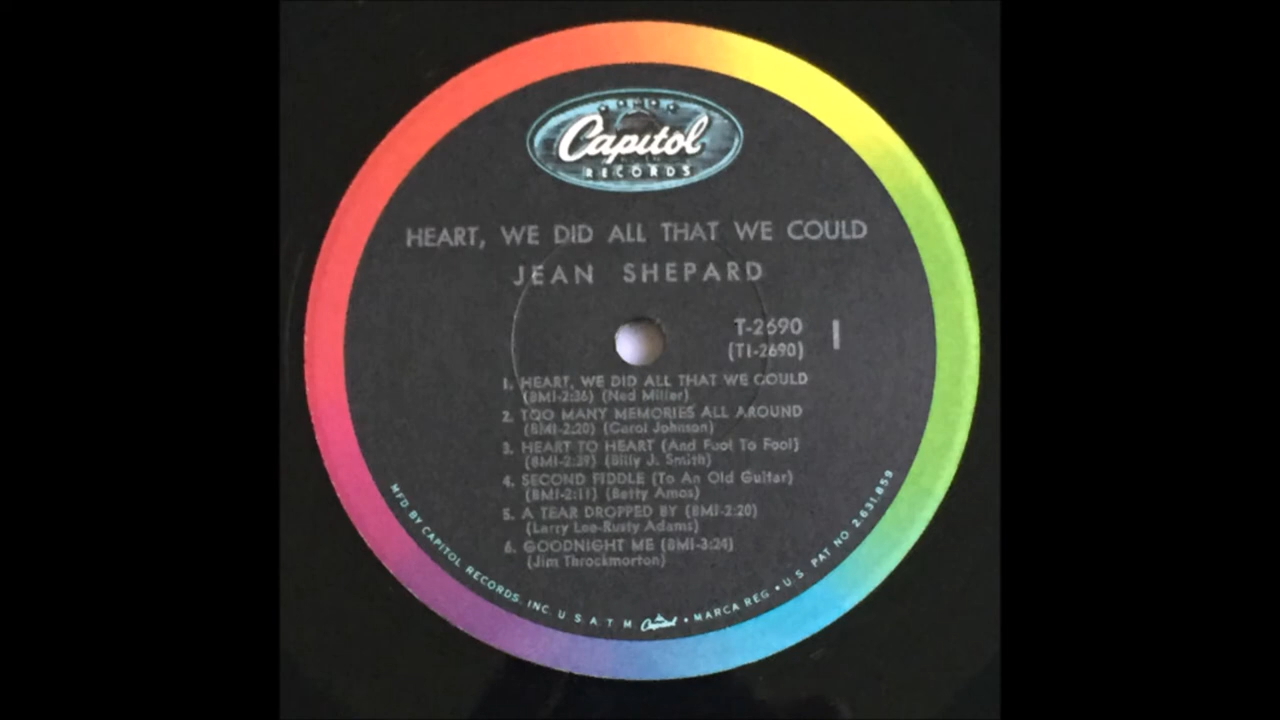 Capitol
RECORDS
HEART, WE DID ALL THAT WE COULD
JEAN SHEPARD
T-2690
(T1-2690)
1
1. HEART, WE DID ALL THAT WE COULD
(BMI-2:36) (Ned Miller)
2. TOO MANY MEMORIES ALL AROUND
(BMI-2:20) (Carol Johnson)
3. HEART TO HEART (And Fool To Fool)
(BMI-2:39) (Billy J. Smith)
4. SECOND FIDDLE (To An Old Guitar)
(BMI-2:11) (Betty Amos)
5. A TEAR DROPPED BY (BMI-2:20)
(Larry Lee-Rusty Adams)
6. GOODNIGHT ME (BMI-3:24)
(Jim Throckmorton)
MFD BY CAPITOL RECORDS, INC. U S A. T M Capitol • MARCA REG • U.S. PAT NO 2,631,859